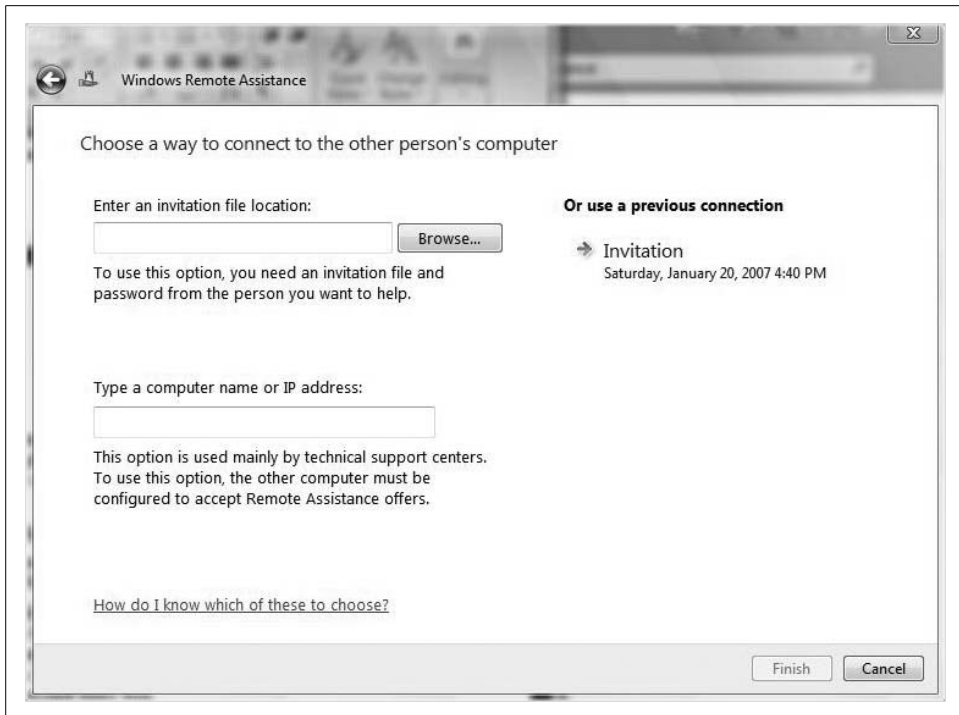 Windows Remote Assistance
Choose a way to connect to the other person's computer
Enter an invitation file location:
Browse...
To use this option, you need an invitation file and
password from the person you want to help.
Type a computer name or IP address:
This option is used mainly by technical support centers.
To use this option, the other computer must be
configured to accept Remote Assistance offers.
How do I know which of these to choose?
Or use a previous connection
Invitation
Saturday, January 20, 2007 4:40 PM
Finish
Cancel